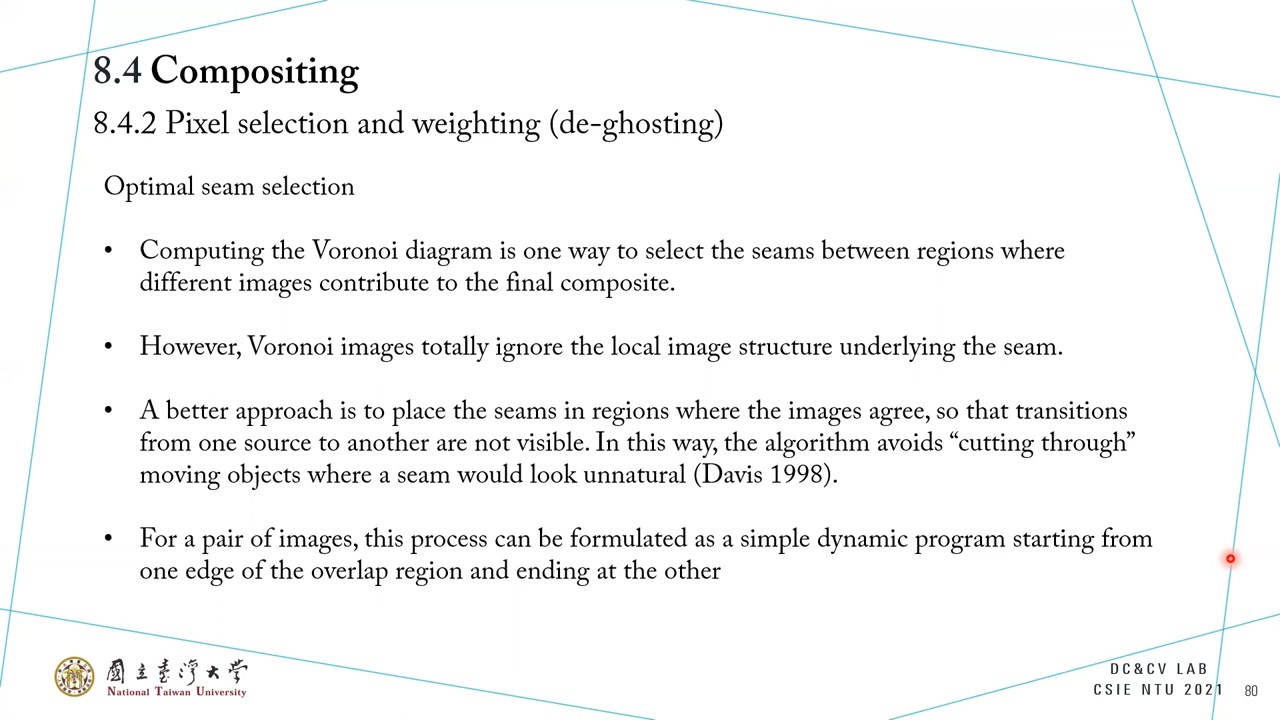 8.4 Compositing
8.4.2 Pixel selection and weighting (de-ghosting)
Optimal seam selection
• Computing the Voronoi diagram is one way to select the seams between regions where
different images contribute to the final composite.
• However, Voronoi images totally ignore the local image structure underlying the seam.
• A better approach is to place the seams in regions where the images agree, so that transitions
from one source to another are not visible. In this way, the algorithm avoids “cutting through”
moving objects where a seam would look unnatural (Davis 1998).
• For a pair of images, this process can be formulated as a simple dynamic program starting from
one edge of the overlap region and ending at the other
國立臺灣大學
National Taiwan University
DC&CV LAB
CSIE NTU 2021
80